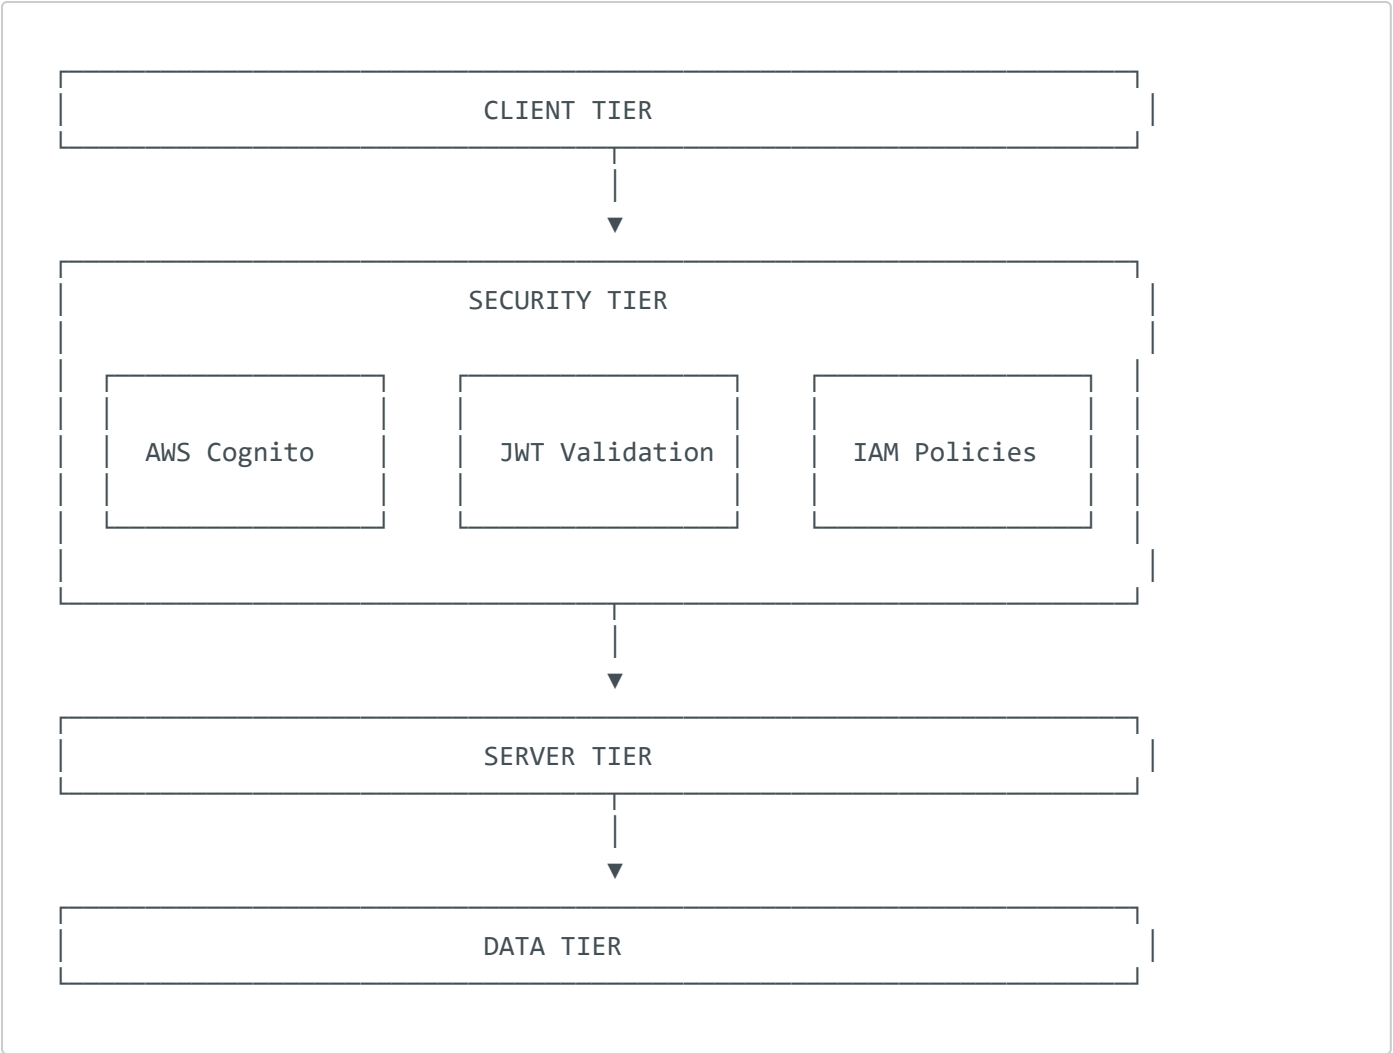 CLIENT TIER
▼
SECURITY TIER
AWS Cognito JWT Validation IAM Policies
▼
SERVER TIER
▼
DATA TIER